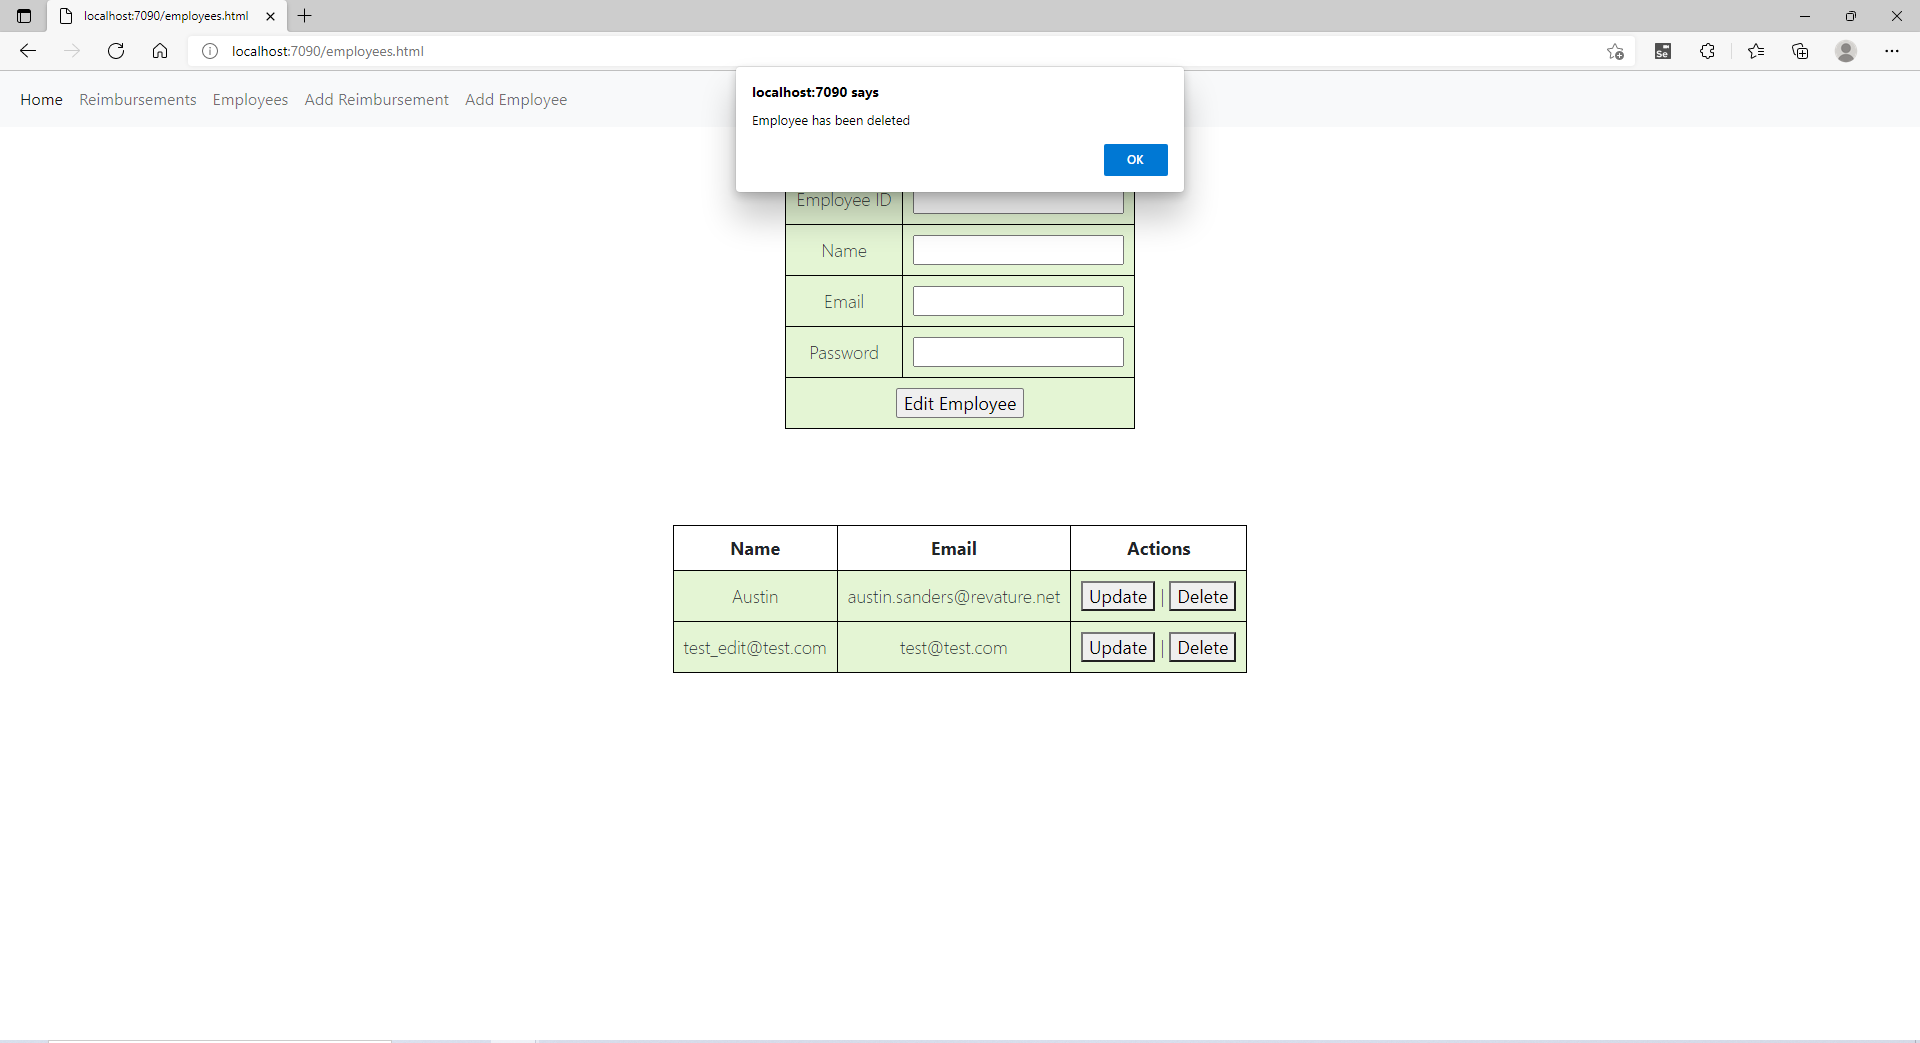 localhost:7090/employees.html
localhost:7090/employees.html
Se
Home Reimbursements Employees Add Reimbursement Add Employee
localhost:7090 says
Employee has been deleted
OK
Employee ID
Name
Email
Password
Edit Employee
Name Email Actions
Austin austin.sanders@revature.net Update | Delete
test_edit@test.com test@test.com Update | Delete